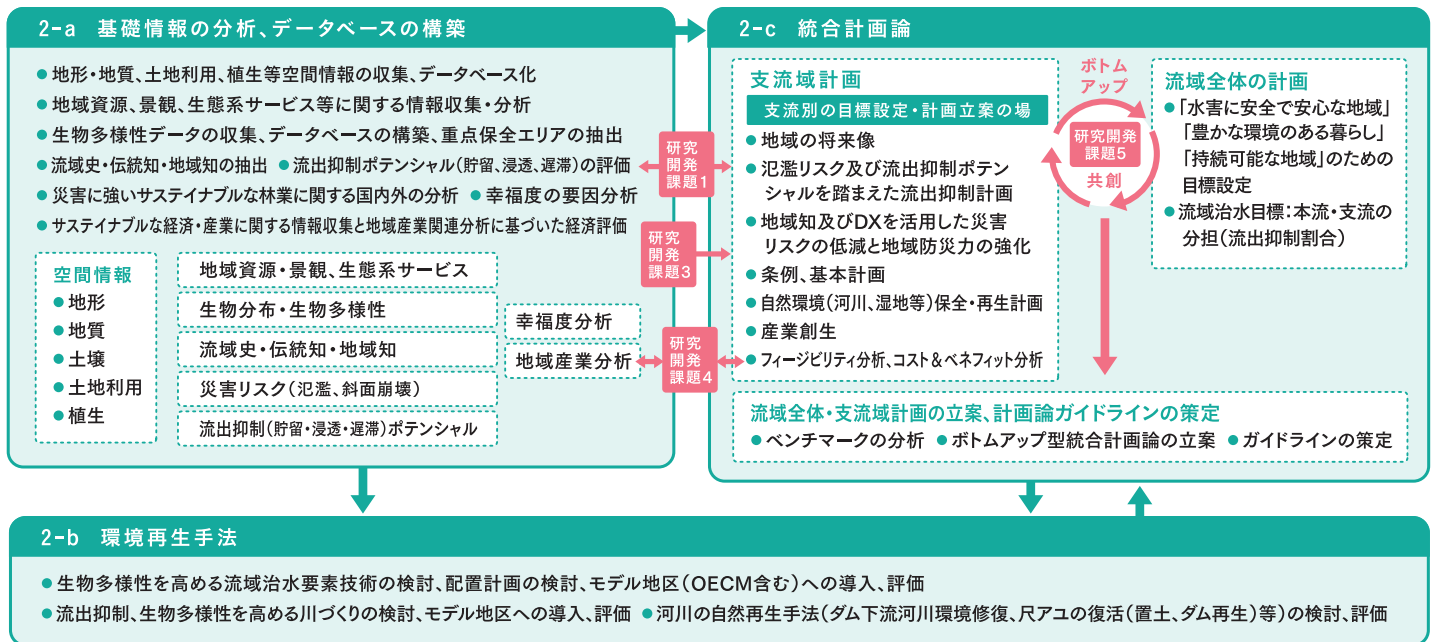 2-a 基礎情報の分析、データベースの構築
●地形・地質、土地利用、植生等空間情報の収集、データベース化
●地域資源、景観、生態系サービス等に関する情報収集・分析
●生物多様性データの収集、データベースの構築、重点保全エリアの抽出
●流域史・伝統知・地域知の抽出 ●流出抑制ポテンシャル(貯留、浸透、遅滞)の評価
●災害に強いサステイナブルな林業に関する国内外の分析 ●幸福度の要因分析
●サステイナブルな経済・産業に関する情報収集と地域産業関連分析に基づいた経済評価
空間情報
●地形
●地質
●土壌
●土地利用
●植生
地域資源・景観、生態系サービス
生物分布・生物多様性
流域史・伝統知・地域知
災害リスク(氾濫、斜面崩壊)
流出抑制(貯留・浸透・遅滞)ポテンシャル
幸福度分析
地域産業分析
研究
開発
課題1
研究
開発
課題3
研究
開発
課題4
2-c 統合計画論
支流域計画
支流別の目標設定・計画立案の場
●地域の将来像
●氾濫リスク及び流出抑制ポテン
シャルを踏まえた流出抑制計画
●地域知及びDXを活用した災害
リスクの低減と地域防災力の強化
●条例、基本計画
●自然環境(河川、湿地等)保全・再生計画
●産業創生
●フィージビリティ分析、コスト&ベネフィット分析
ボトム
アップ
研究開発
課題5
共創
流域全体の計画
●「水害に安全で安心な地域」
「豊かな環境のある暮らし」
「持続可能な地域」のための
目標設定
●流域治水目標:本流・支流の
分担(流出抑制割合)
流域全体・支流域計画の立案、計画論ガイドラインの策定
●ベンチマークの分析 ●ボトムアップ型統合計画論の立案 ●ガイドラインの策定
2-b 環境再生手法
●生物多様性を高める流域治水要素技術の検討、配置計画の検討、モデル地区(OECM含む)への導入、評価
●流出抑制、生物多様性を高める川づくりの検討、モデル地区への導入、評価 ●河川の自然再生手法(ダム下流河川環境修復、尺アユの復活(置土、ダム再生)等)の検討、評価